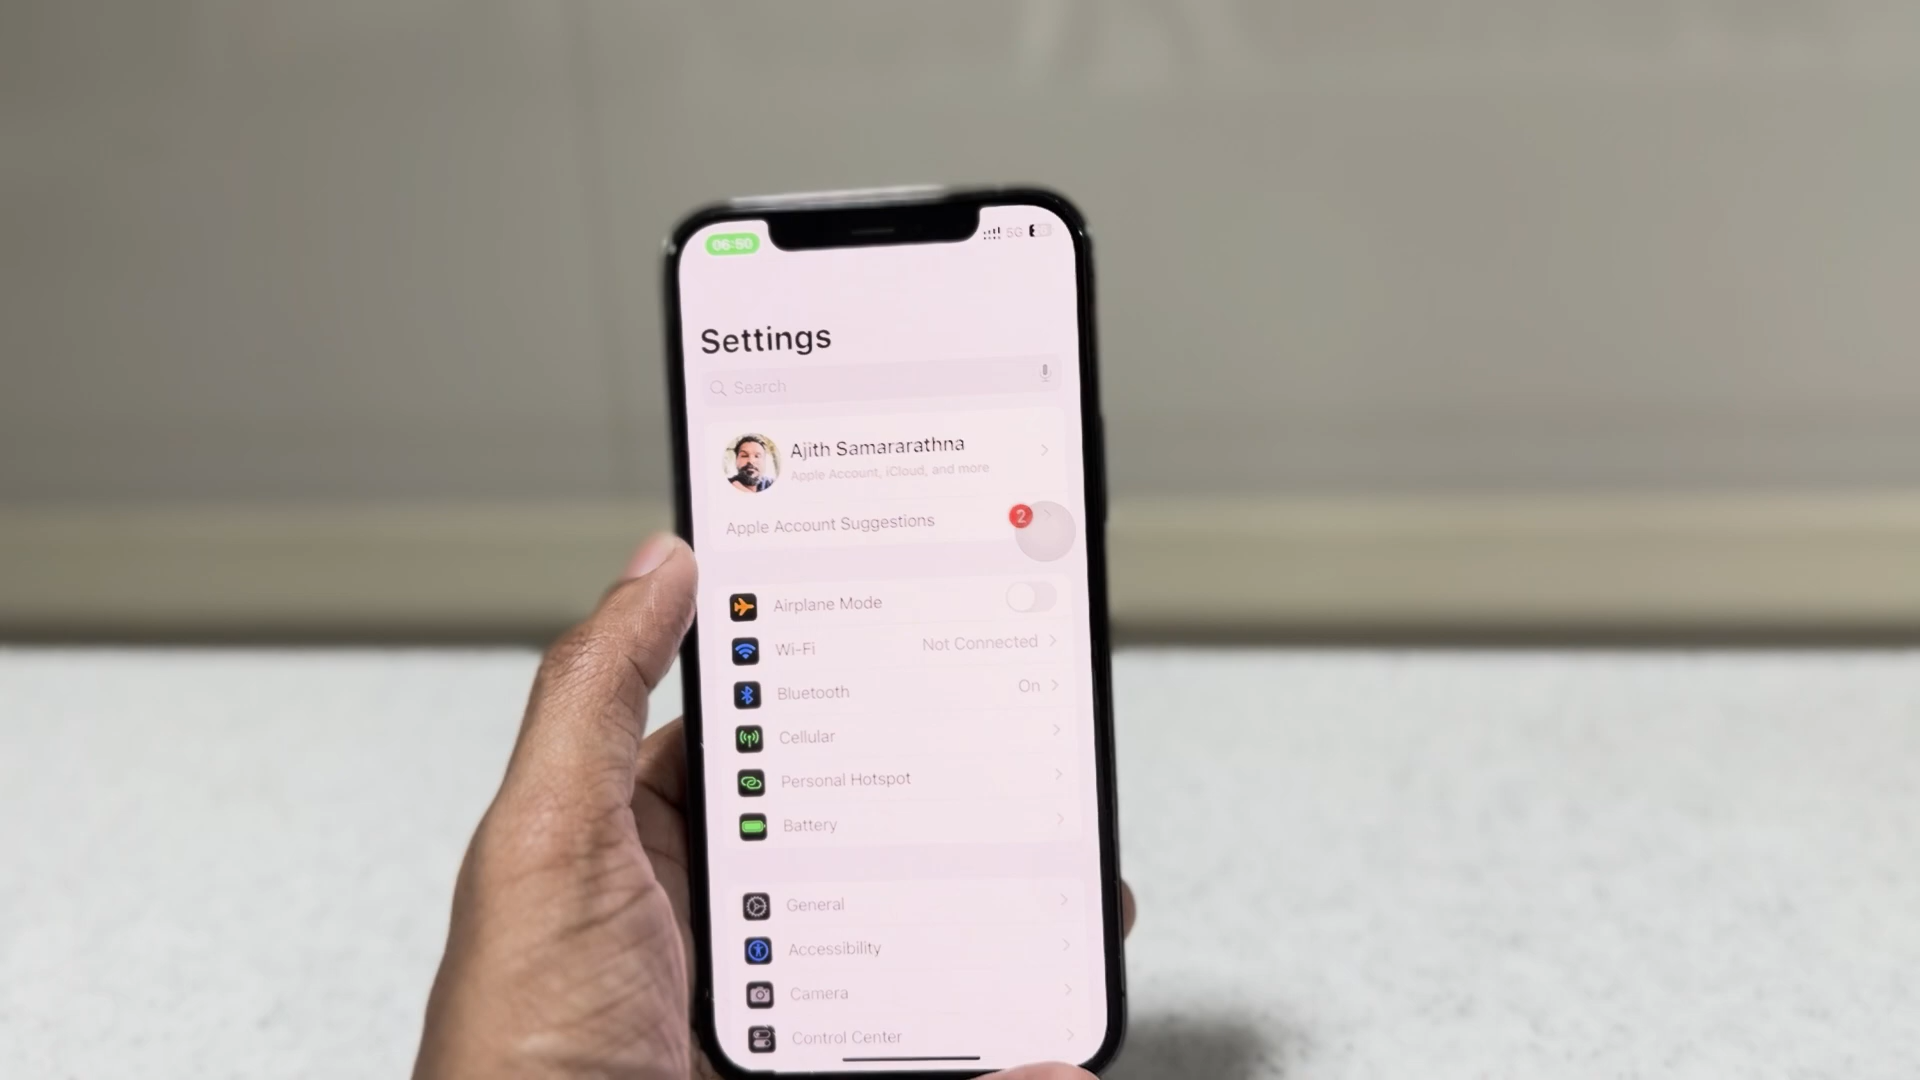 06:50
5G
Settings
Search
Ajith Samararathna
Apple Account, iCloud, and more
Apple Account Suggestions 2
Airplane Mode
Wi-Fi Not Connected
Bluetooth On
Cellular
Personal Hotspot
Battery
General
Accessibility
Camera
Control Center